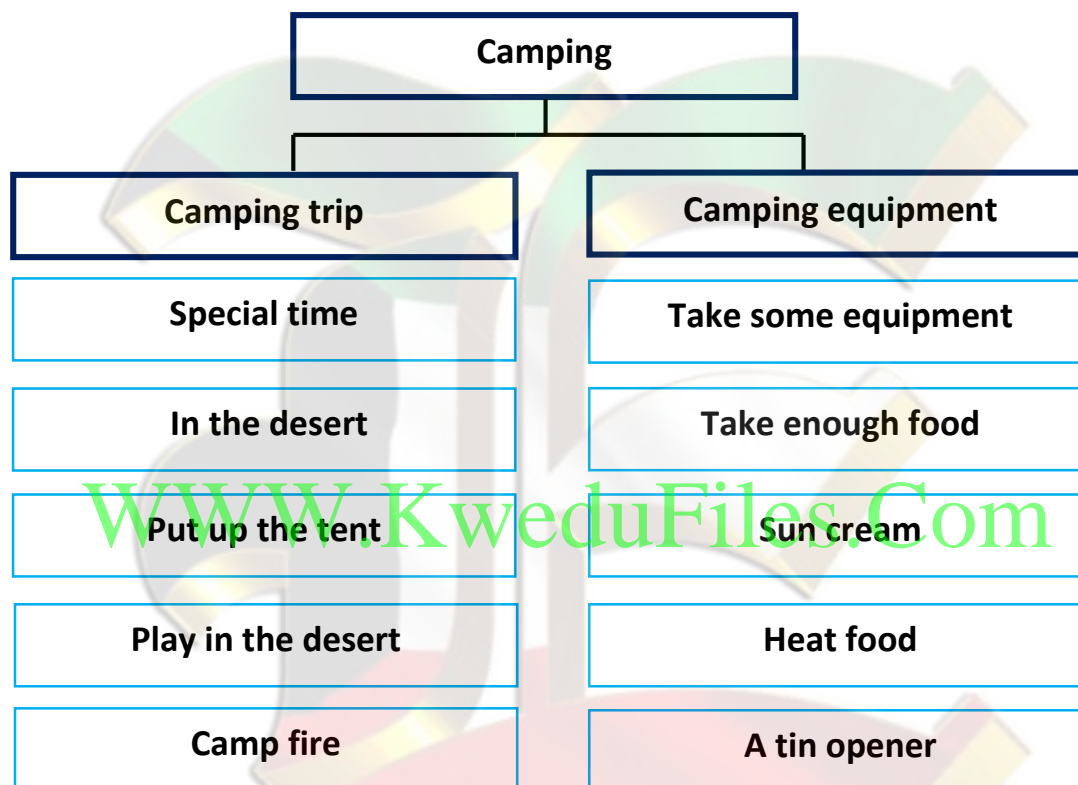 Camping
Camping trip
Camping equipment
Special time
Take some equipment
In the desert
Take enough food
WWW.KweduFiles.Com
Put up the tent
Sun cream
Play in the desert
Heat food
Camp fire
A tin opener